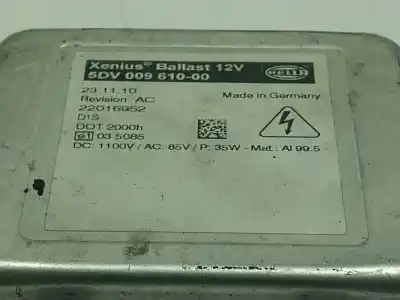 Xenius® Ballast 12V
5DV 009 610-00
HELLA
23.11.10
Made in Germany
Revision AC
22016952
D1S
DOT 2000h
e1 03 5085
DC: 1100V / AC: 85V / P: 35W - Mat.: Al 99.5